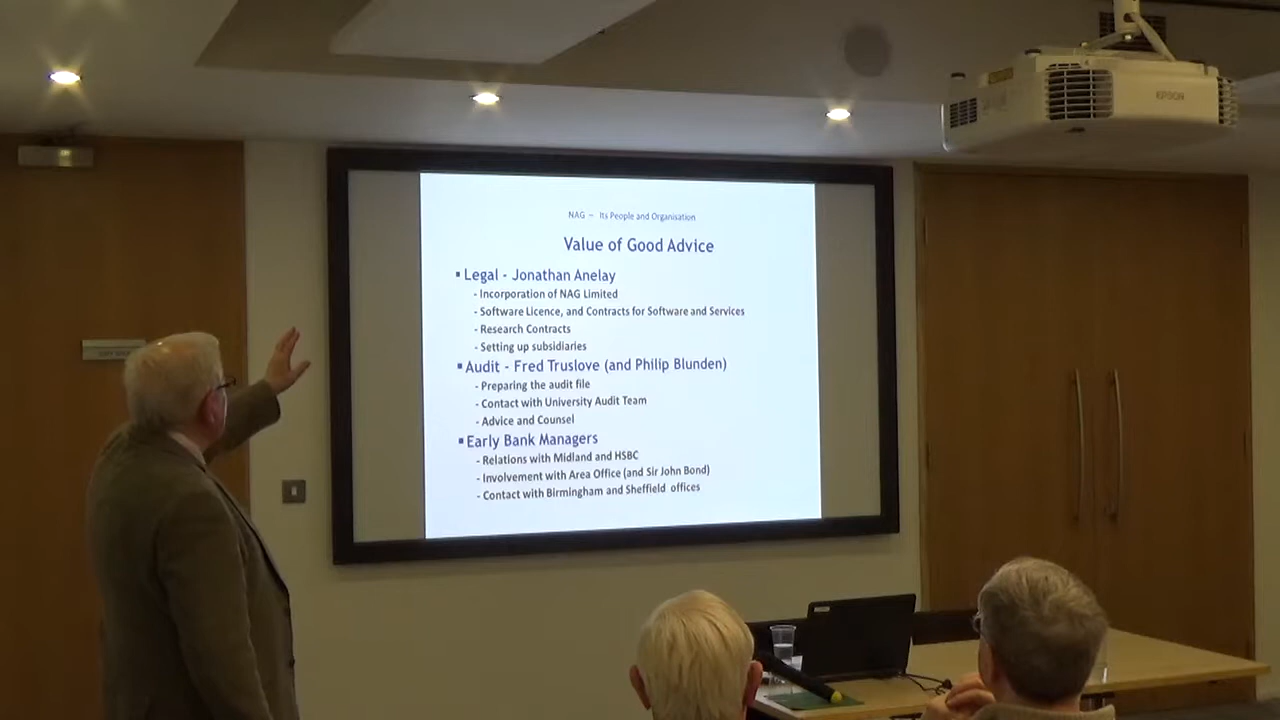 NAG – Its People and Organisation
Value of Good Advice
▪ Legal - Jonathan Anelay
- Incorporation of NAG Limited
- Software Licence, and Contracts for Software and Services
- Research Contracts
- Setting up subsidiaries
▪ Audit - Fred Truslove (and Philip Blunden)
- Preparing the audit file
- Contact with University Audit Team
- Advice and Counsel
▪ Early Bank Managers
- Relations with Midland and HSBC
- Involvement with Area Office (and Sir John Bond)
- Contact with Birmingham and Sheffield offices
EPSON